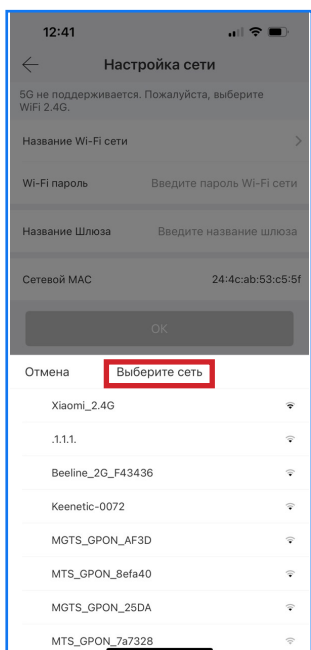 12:41
Настройка сети
5G не поддерживается. Пожалуйста, выберите
WiFi 2.4G.
Название Wi-Fi сети
Wi-Fi пароль Введите пароль Wi-Fi сети
Название Шлюза Введите название шлюза
Сетевой MAC 24:4c:ab:53:c5:5f
OK
Отмена Выберите сеть
Xiaomi_2.4G
.1.1.1.
Beeline_2G_F43436
Keenetic-0072
MGTS_GPON_AF3D
MTS_GPON_8efa40
MGTS_GPON_25DA
MTS_GPON_7a7328